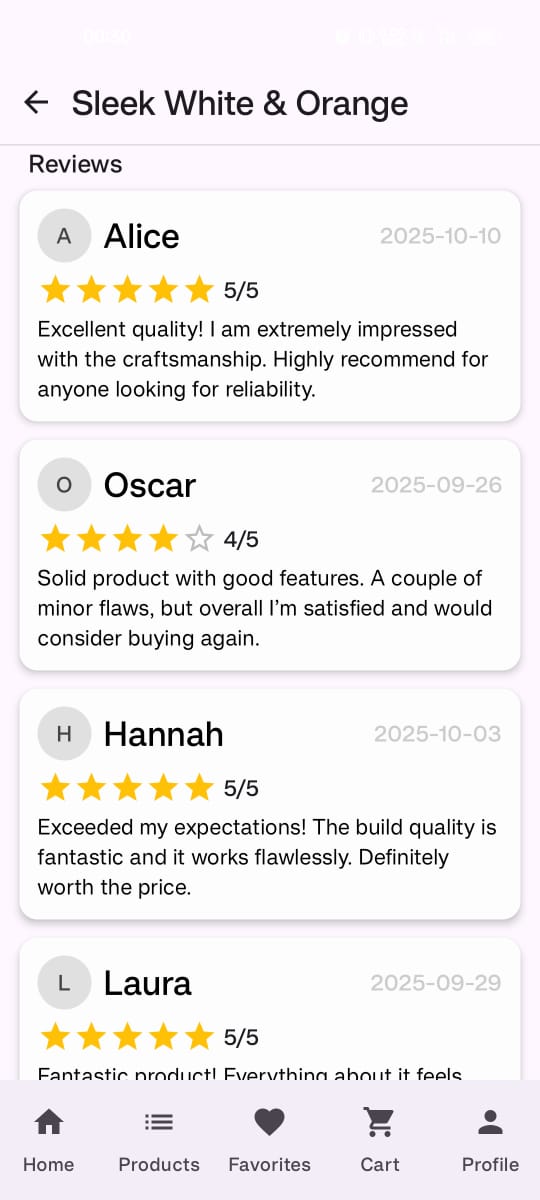 Sleek White & Orange
Reviews
A Alice 2025-10-10
5/5
Excellent quality! I am extremely impressed
with the craftsmanship. Highly recommend for
anyone looking for reliability.
O Oscar 2025-09-26
4/5
Solid product with good features. A couple of
minor flaws, but overall I'm satisfied and would
consider buying again.
H Hannah 2025-10-03
5/5
Exceeded my expectations! The build quality is
fantastic and it works flawlessly. Definitely
worth the price.
L Laura 2025-09-29
5/5
Fantastic product! Everything about it feels
Home Products Favorites Cart Profile